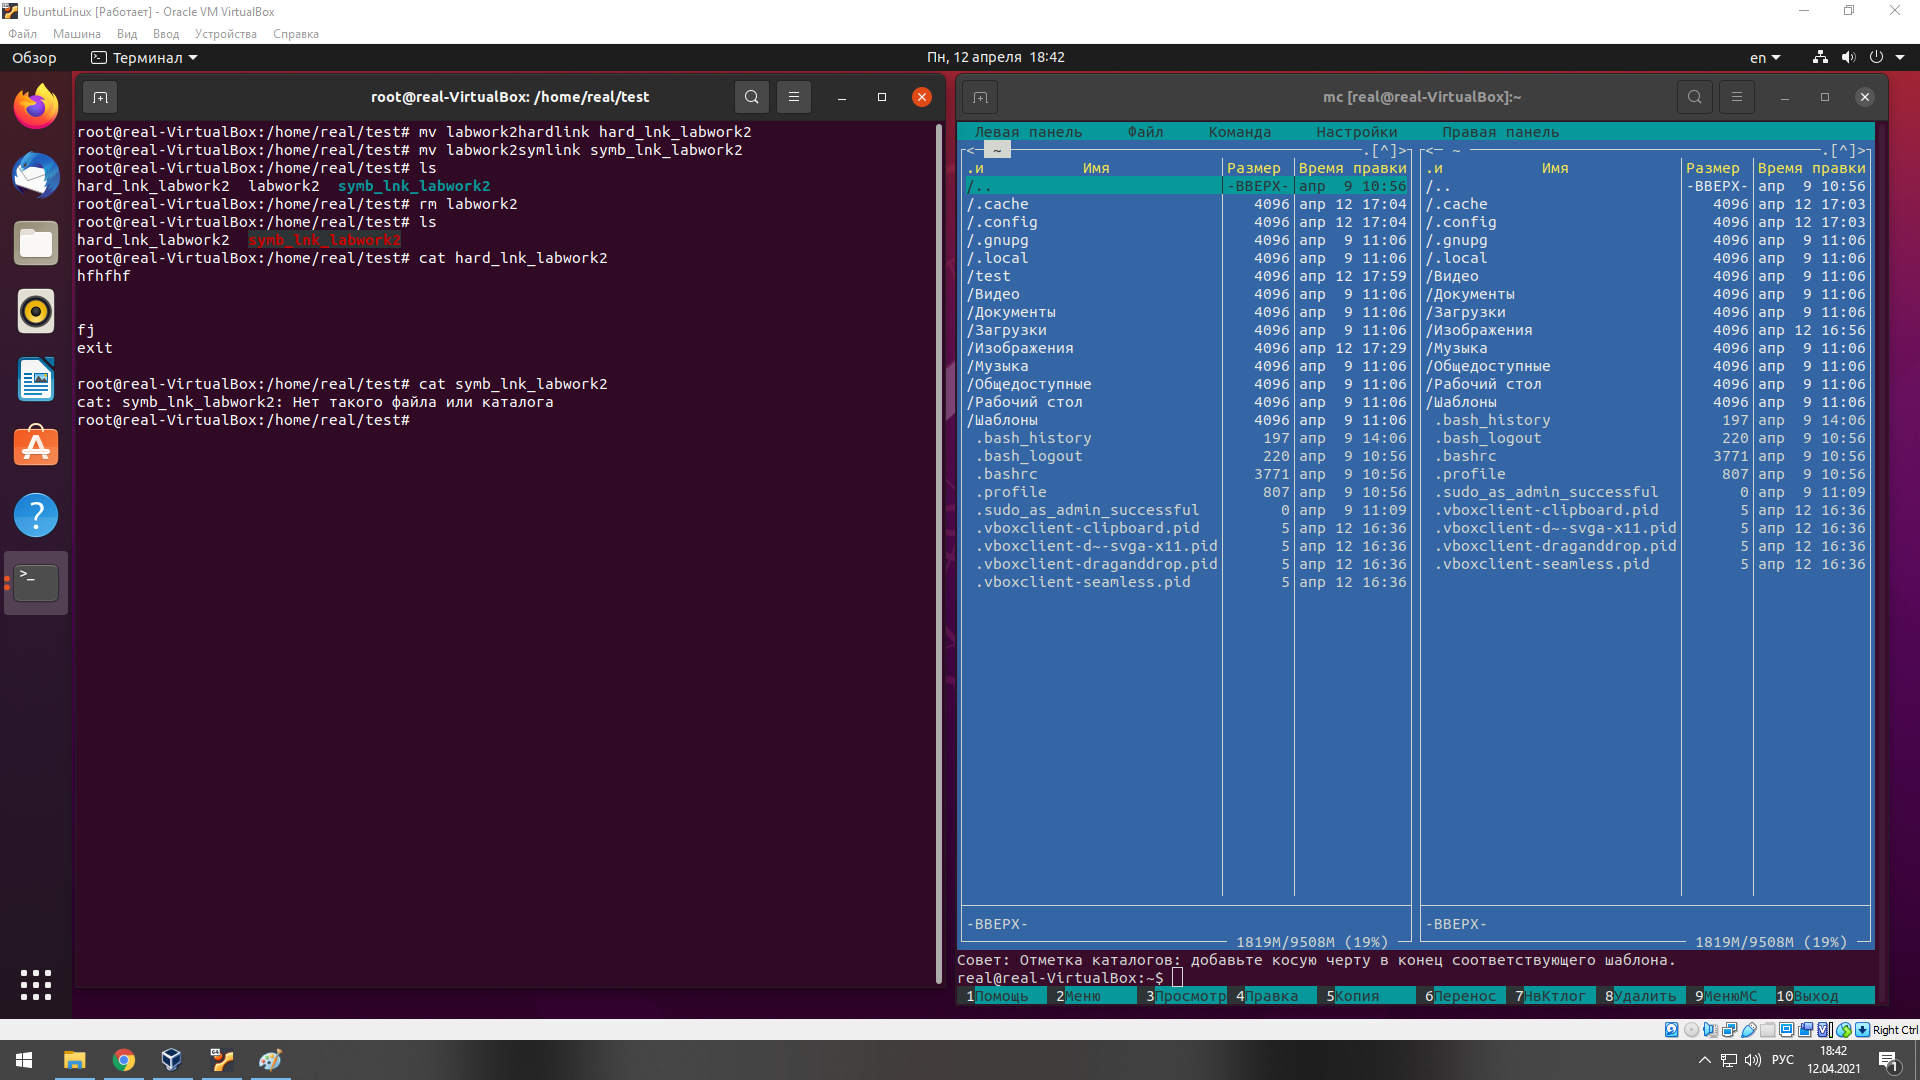 UbuntuLinux [Работает] - Oracle VM VirtualBox
Файл Машина Вид Ввод Устройства Справка
Обзор Терминал Пн, 12 апреля 18:42 en
root@real-VirtualBox: /home/real/test
root@real-VirtualBox:/home/real/test# mv labwork2hardlink hard_lnk_labwork2
root@real-VirtualBox:/home/real/test# mv labwork2symlink symb_lnk_labwork2
root@real-VirtualBox:/home/real/test# ls
hard_lnk_labwork2 labwork2 symb_lnk_labwork2
root@real-VirtualBox:/home/real/test# rm labwork2
root@real-VirtualBox:/home/real/test# ls
hard_lnk_labwork2 symb_lnk_labwork2
root@real-VirtualBox:/home/real/test# cat hard_lnk_labwork2
hfhfhf
fj
exit
root@real-VirtualBox:/home/real/test# cat symb_lnk_labwork2
cat: symb_lnk_labwork2: Нет такого файла или каталога
root@real-VirtualBox:/home/real/test#
mc [real@real-VirtualBox]:~
Левая панель Файл Команда Настройки Правая панель
<- ~ .[^]>
.и Имя Размер Время правки
/.. -ВВЕРХ- апр 9 10:56
/.cache 4096 апр 12 17:04
/.config 4096 апр 12 17:04
/.gnupg 4096 апр 9 11:06
/.local 4096 апр 9 11:06
/test 4096 апр 12 17:59
/Видео 4096 апр 9 11:06
/Документы 4096 апр 9 11:06
/Загрузки 4096 апр 9 11:06
/Изображения 4096 апр 12 17:29
/Музыка 4096 апр 9 11:06
/Общедоступные 4096 апр 9 11:06
/Рабочий стол 4096 апр 9 11:06
/Шаблоны 4096 апр 9 11:06
.bash_history 197 апр 9 14:06
.bash_logout 220 апр 9 10:56
.bashrc 3771 апр 9 10:56
.profile 807 апр 9 10:56
.sudo_as_admin_successful 0 апр 9 11:09
.vboxclient-clipboard.pid 5 апр 12 16:36
.vboxclient-d~-svga-x11.pid 5 апр 12 16:36
.vboxclient-draganddrop.pid 5 апр 12 16:36
.vboxclient-seamless.pid 5 апр 12 16:36
-ВВЕРХ-
1819M/9508M (19%)
<- ~ .[^]>
.и Имя Размер Время правки
/.. -ВВЕРХ- апр 9 10:56
/.cache 4096 апр 12 17:03
/.config 4096 апр 12 17:03
/.gnupg 4096 апр 9 11:06
/.local 4096 апр 9 11:06
/Видео 4096 апр 9 11:06
/Документы 4096 апр 9 11:06
/Загрузки 4096 апр 9 11:06
/Изображения 4096 апр 12 16:56
/Музыка 4096 апр 9 11:06
/Общедоступные 4096 апр 9 11:06
/Рабочий стол 4096 апр 9 11:06
/Шаблоны 4096 апр 9 11:06
.bash_history 197 апр 9 14:06
.bash_logout 220 апр 9 10:56
.bashrc 3771 апр 9 10:56
.profile 807 апр 9 10:56
.sudo_as_admin_successful 0 апр 9 11:09
.vboxclient-clipboard.pid 5 апр 12 16:36
.vboxclient-d~-svga-x11.pid 5 апр 12 16:36
.vboxclient-draganddrop.pid 5 апр 12 16:36
.vboxclient-seamless.pid 5 апр 12 16:36
-ВВЕРХ-
1819M/9508M (19%)
Совет: Отметка каталогов: добавьте косую черту в конец соответствующего шаблона.
real@real-VirtualBox:~$
1Помощь 2Меню 3Просмотр 4Правка 5Копия 6Перенос 7НвКтлог 8Удалить 9МенюМС 10Выход
Right Ctrl
РУС 18:42
12.04.2021
1